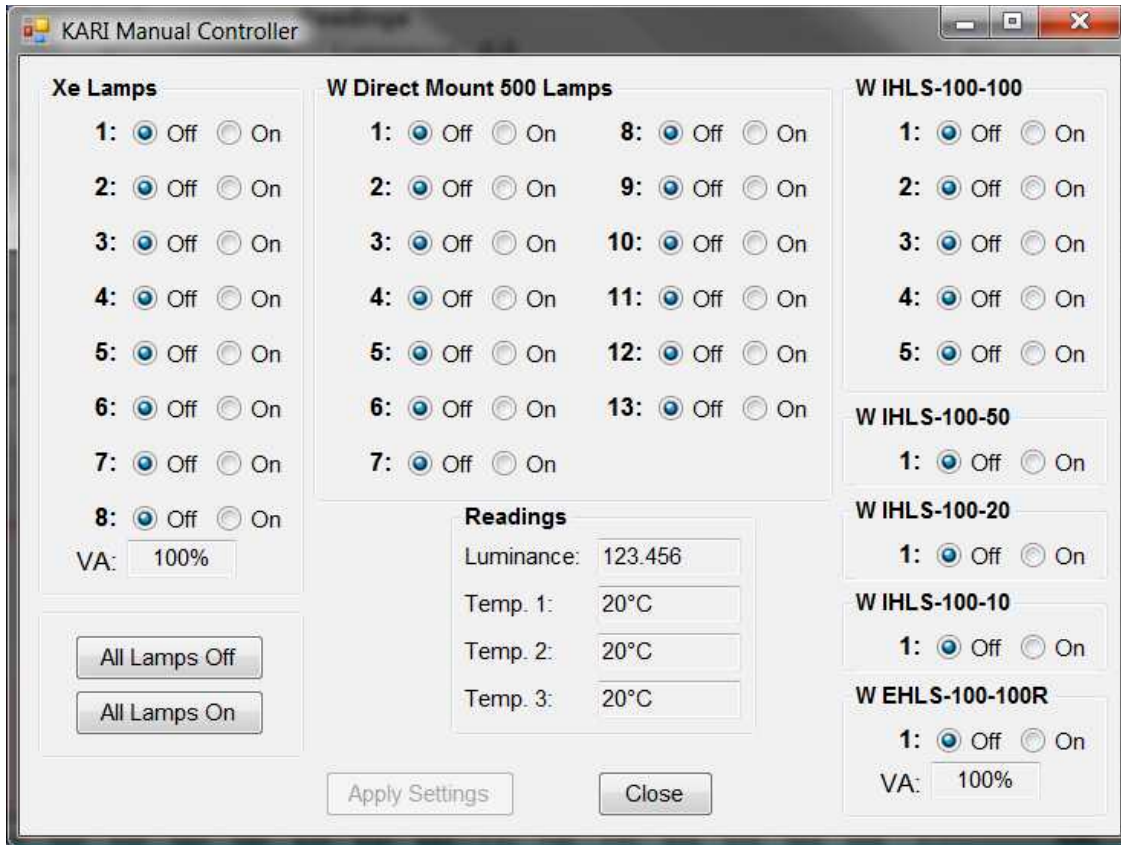 Readings
KARI Manual Controller
Xe Lamps
1: Off On
2: Off On
3: Off On
4: Off On
5: Off On
6: Off On
7: Off On
8: Off On
VA: 100%
All Lamps Off
All Lamps On
W Direct Mount 500 Lamps
1: Off On 8: Off On
2: Off On 9: Off On
3: Off On 10: Off On
4: Off On 11: Off On
5: Off On 12: Off On
6: Off On 13: Off On
7: Off On
Readings
Luminance: 123.456
Temp. 1: 20°C
Temp. 2: 20°C
Temp. 3: 20°C
Apply Settings
Close
W IHLS-100-100
1: Off On
2: Off On
3: Off On
4: Off On
5: Off On
W IHLS-100-50
1: Off On
W IHLS-100-20
1: Off On
W IHLS-100-10
1: Off On
W EHLS-100-100R
1: Off On
VA: 100%